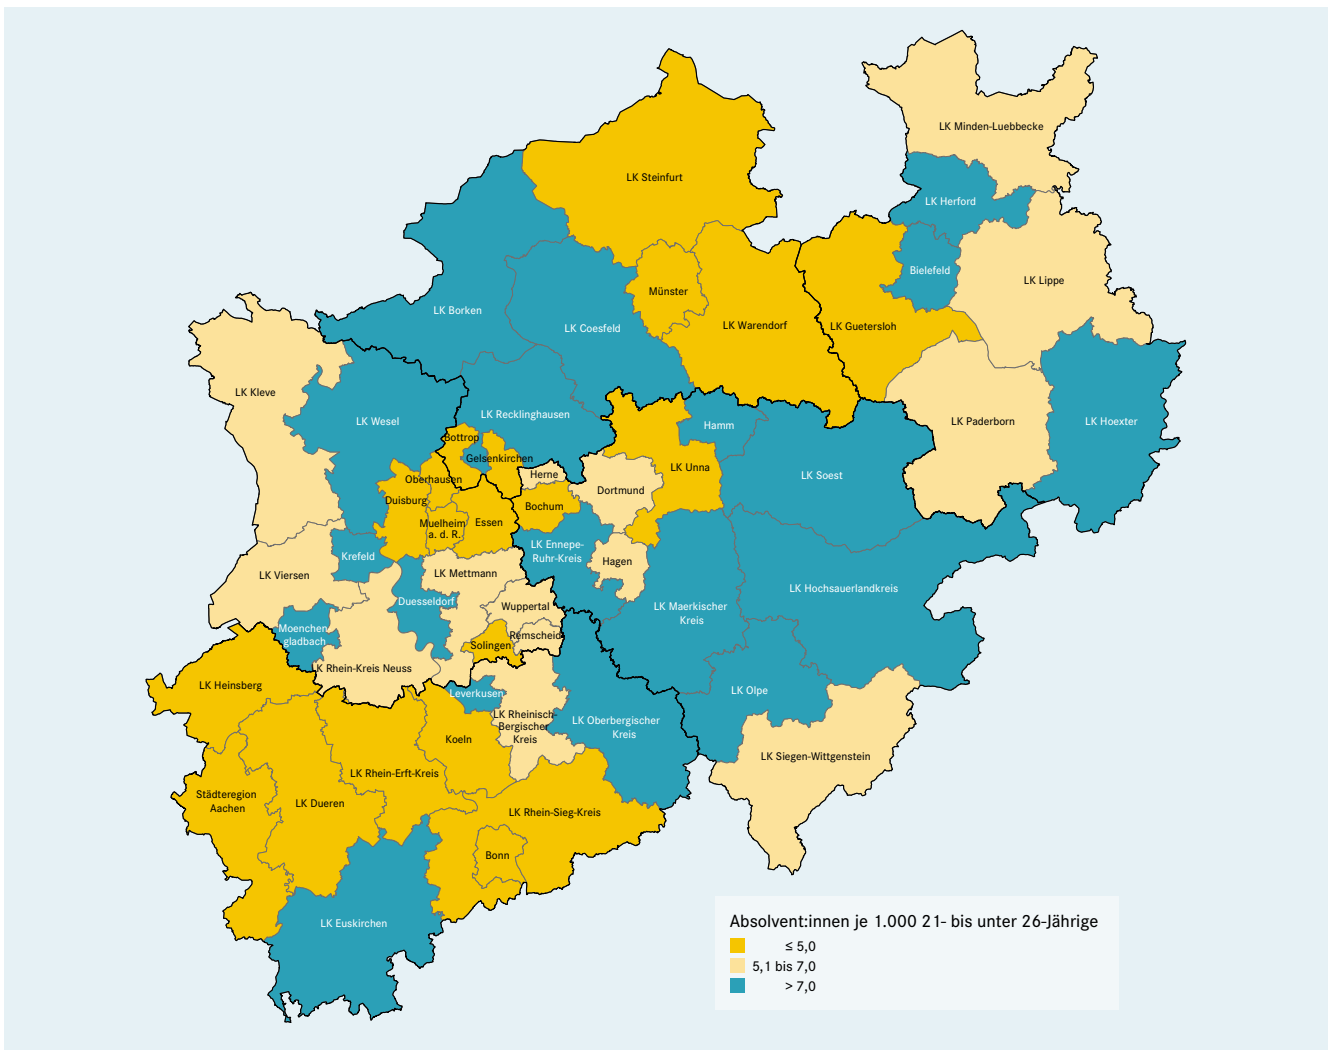 LK Minden-Luebbecke
LK Steinfurt
LK Herford
Bielefeld
LK Lippe
Münster
LK Borken
LK Coesfeld
LK Warendorf
LK Guetersloh
LK Kleve
LK Wesel
LK Recklinghausen
Hamm
LK Paderborn
LK Hoexter
Bottrop
Gelsenkirchen
LK Unna
LK Soest
Herne
Oberhausen
Dortmund
Duisburg
Bochum
Muelheim
a. d. R.
Essen
Krefeld
LK Ennepe-
Ruhr-Kreis
Hagen
LK Viersen
LK Mettmann
LK Hochsauerlandkreis
Duesseldorf
Wuppertal
LK Maerkischer
Kreis
Moenchen
gladbach
Remscheid
Solingen
LK Rhein-Kreis Neuss
LK Heinsberg
Leverkusen
LK Olpe
LK Rheinisch-
Bergischer
Kreis
LK Oberbergischer
Kreis
Koeln
LK Siegen-Wittgenstein
LK Rhein-Erft-Kreis
Städteregion
Aachen
LK Dueren
LK Rhein-Sieg-Kreis
Bonn
LK Euskirchen
Absolvent:innen je 1.000 21- bis unter 26-Jährige
≤ 5,0
5,1 bis 7,0
> 7,0